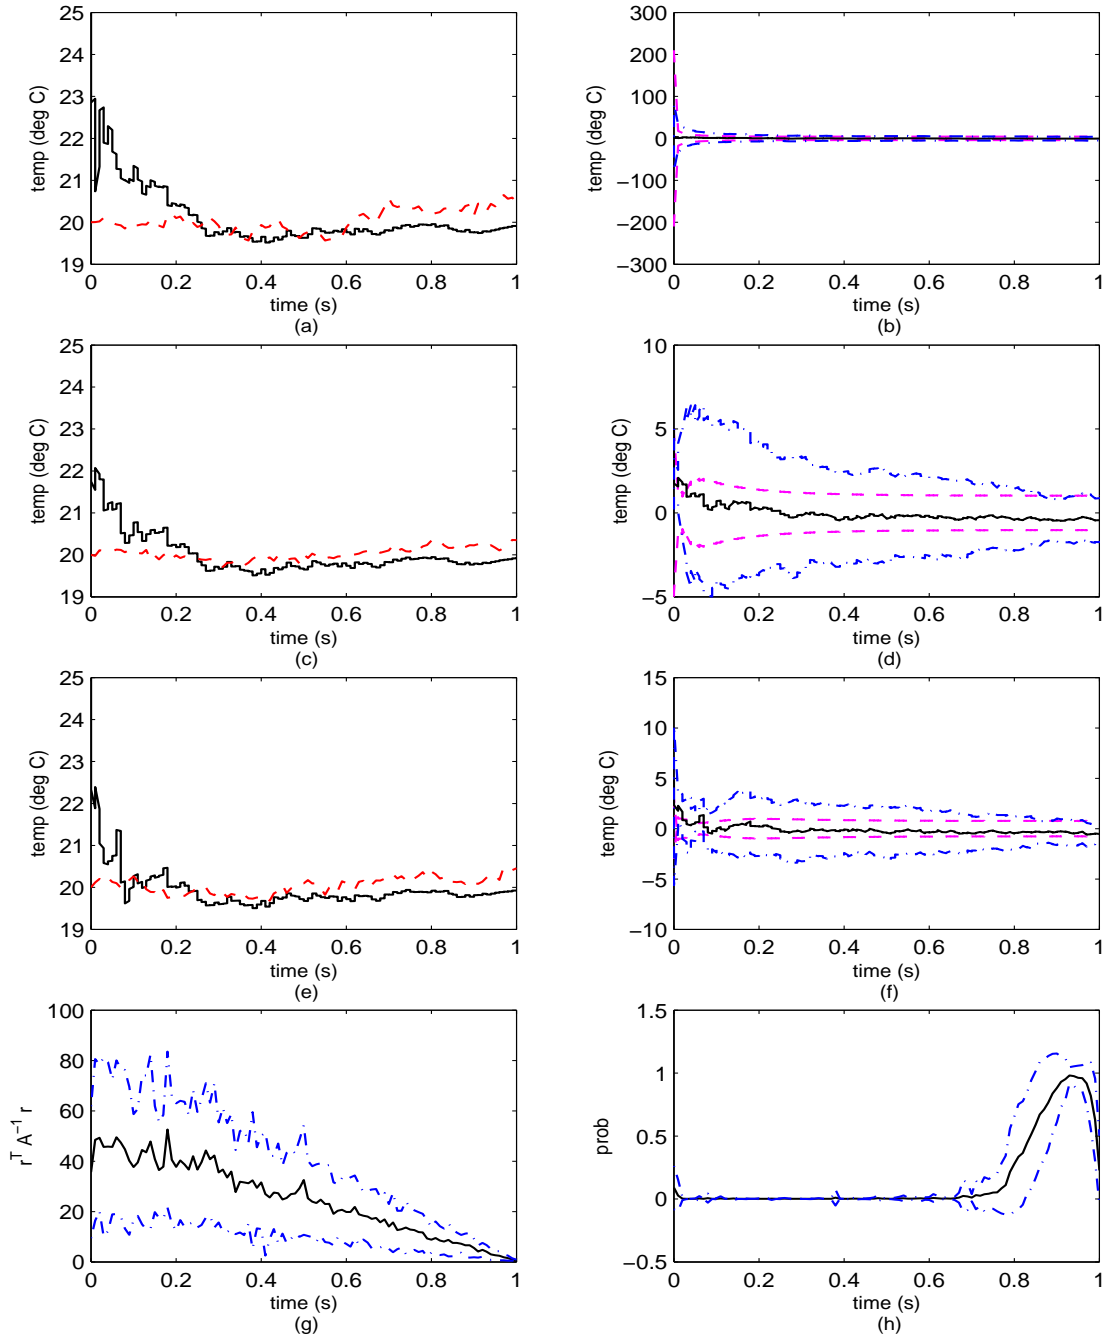 25
24
23
22
21
20
19
temp (deg C)
0 0.2 0.4 0.6 0.8 1
time (s)
(a)
300
200
100
0
−100
−200
−300
temp (deg C)
0 0.2 0.4 0.6 0.8 1
time (s)
(b)
25
24
23
22
21
20
19
temp (deg C)
0 0.2 0.4 0.6 0.8 1
time (s)
(c)
10
5
0
−5
temp (deg C)
0 0.2 0.4 0.6 0.8 1
time (s)
(d)
25
24
23
22
21
20
19
temp (deg C)
0 0.2 0.4 0.6 0.8 1
time (s)
(e)
15
10
5
0
−5
−10
temp (deg C)
0 0.2 0.4 0.6 0.8 1
time (s)
(f)
100
80
60
40
20
0
r^T A^−1 r
0 0.2 0.4 0.6 0.8 1
time (s)
(g)
1.5
1
0.5
0
−0.5
prob
0 0.2 0.4 0.6 0.8 1
time (s)
(h)